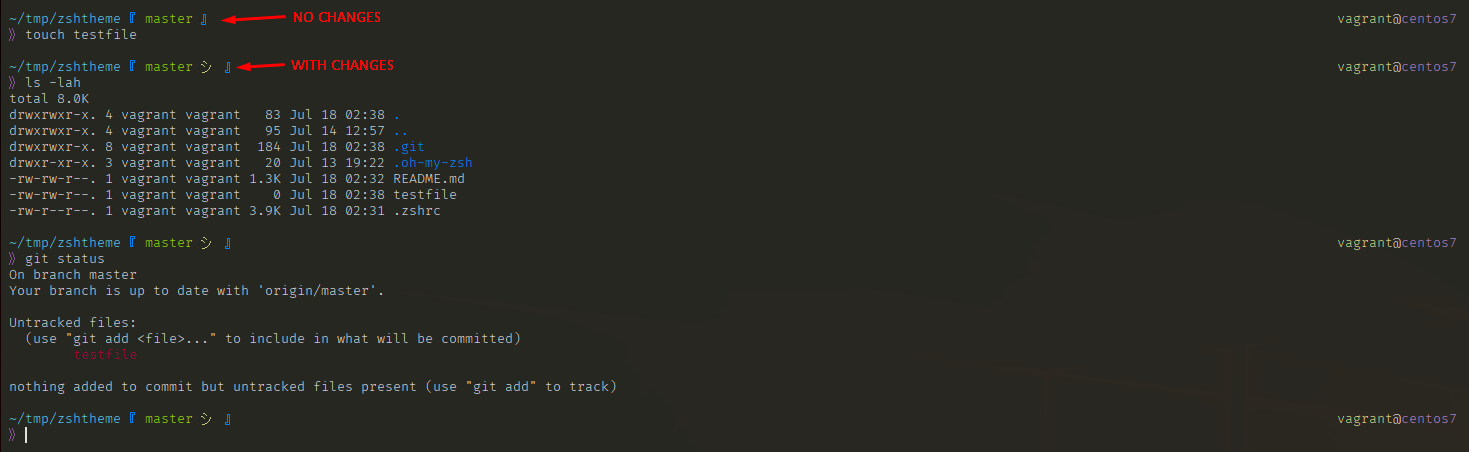 ~/tmp/zshtheme『 master 』 NO CHANGES vagrant@centos7
》 touch testfile
~/tmp/zshtheme『 master シ 』 WITH CHANGES vagrant@centos7
》 ls -lah
total 8.0K
drwxrwxr-x. 4 vagrant vagrant   83 Jul 18 02:38 .
drwxrwxr-x. 4 vagrant vagrant   95 Jul 14 12:57 ..
drwxrwxr-x. 8 vagrant vagrant  184 Jul 18 02:38 .git
drwxr-xr-x. 3 vagrant vagrant   20 Jul 13 19:22 .oh-my-zsh
-rw-rw-r--. 1 vagrant vagrant 1.3K Jul 18 02:32 README.md
-rw-rw-r--. 1 vagrant vagrant    0 Jul 18 02:38 testfile
-rw-r--r--. 1 vagrant vagrant 3.9K Jul 18 02:31 .zshrc
~/tmp/zshtheme『 master シ 』 vagrant@centos7
》 git status
On branch master
Your branch is up to date with 'origin/master'.
Untracked files:
  (use "git add <file>..." to include in what will be committed)
        testfile
nothing added to commit but untracked files present (use "git add" to track)
~/tmp/zshtheme『 master シ 』 vagrant@centos7
》